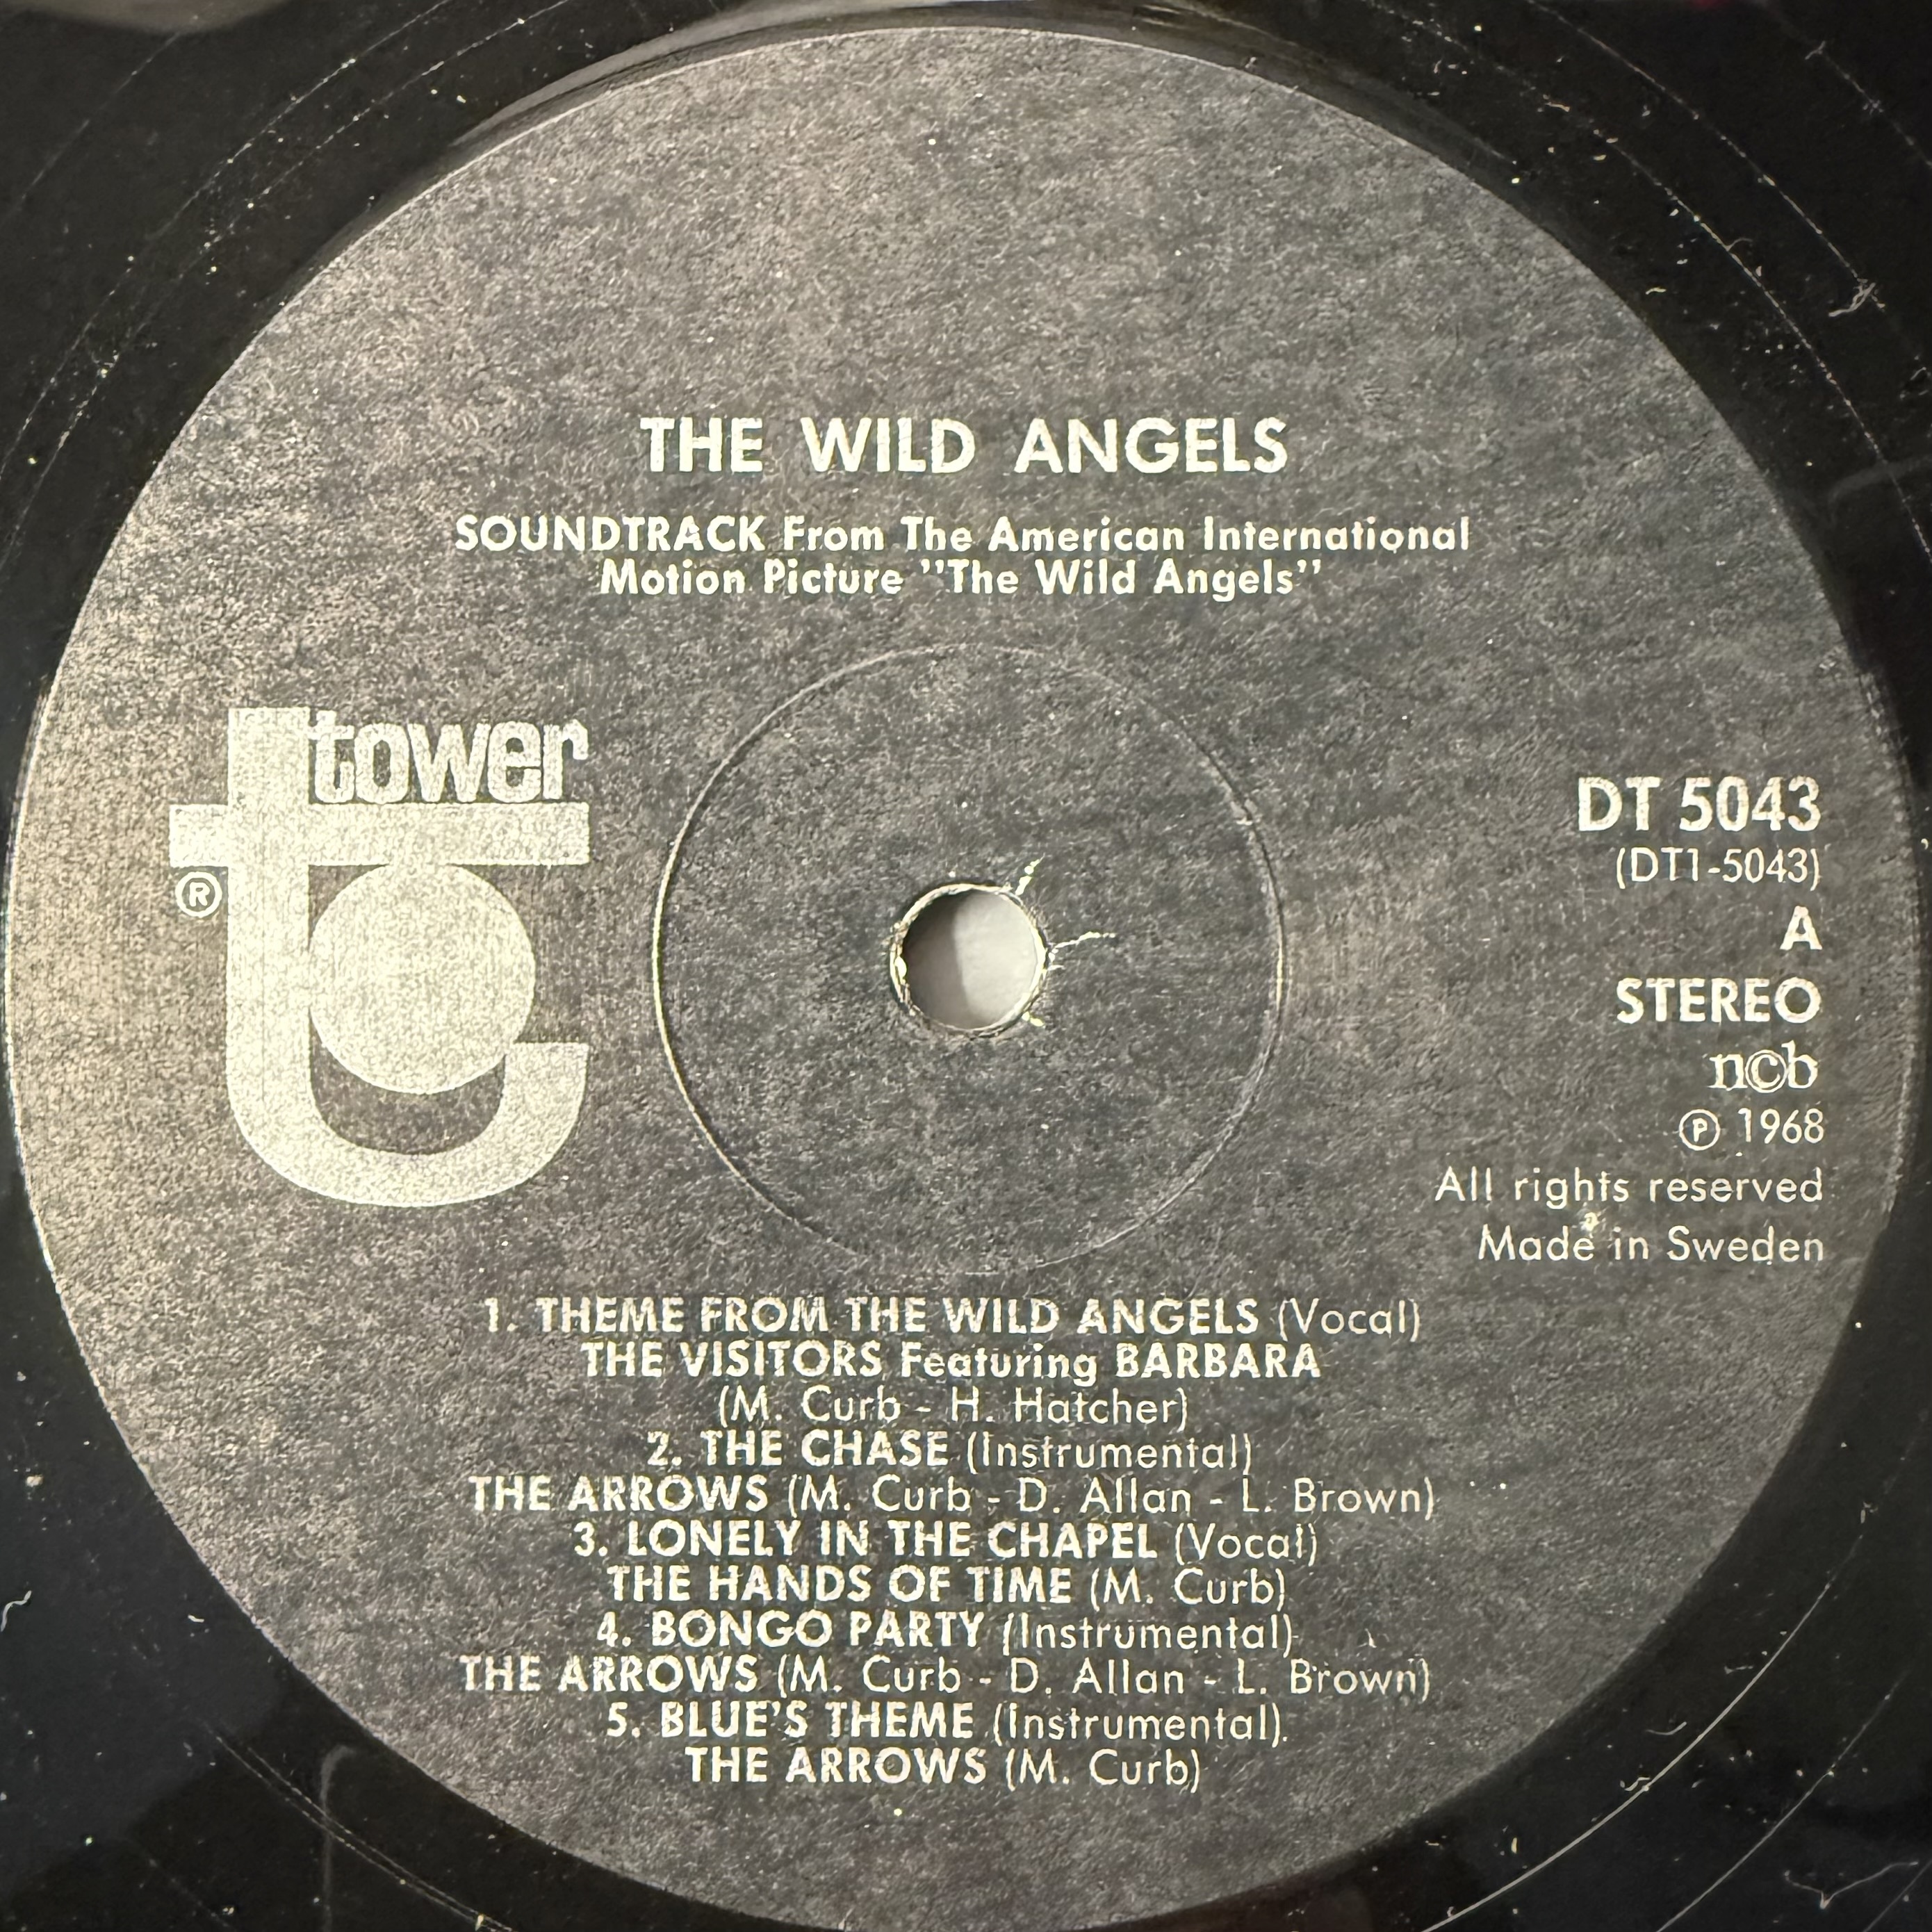 THE WILD ANGELS
SOUNDTRACK From The American International
Motion Picture "The Wild Angels"
tower
®
DT 5043
(DT1-5043)
A
STEREO
n©b
℗ 1968
All rights reserved
Made in Sweden
1. THEME FROM THE WILD ANGELS (Vocal)
THE VISITORS Featuring BARBARA
(M. Curb - H. Hatcher)
2. THE CHASE (Instrumental)
THE ARROWS (M. Curb - D. Allan - L. Brown)
3. LONELY IN THE CHAPEL (Vocal)
THE HANDS OF TIME (M. Curb)
4. BONGO PARTY (Instrumental)
THE ARROWS (M. Curb - D. Allan - L. Brown)
5. BLUE'S THEME (Instrumental)
THE ARROWS (M. Curb)